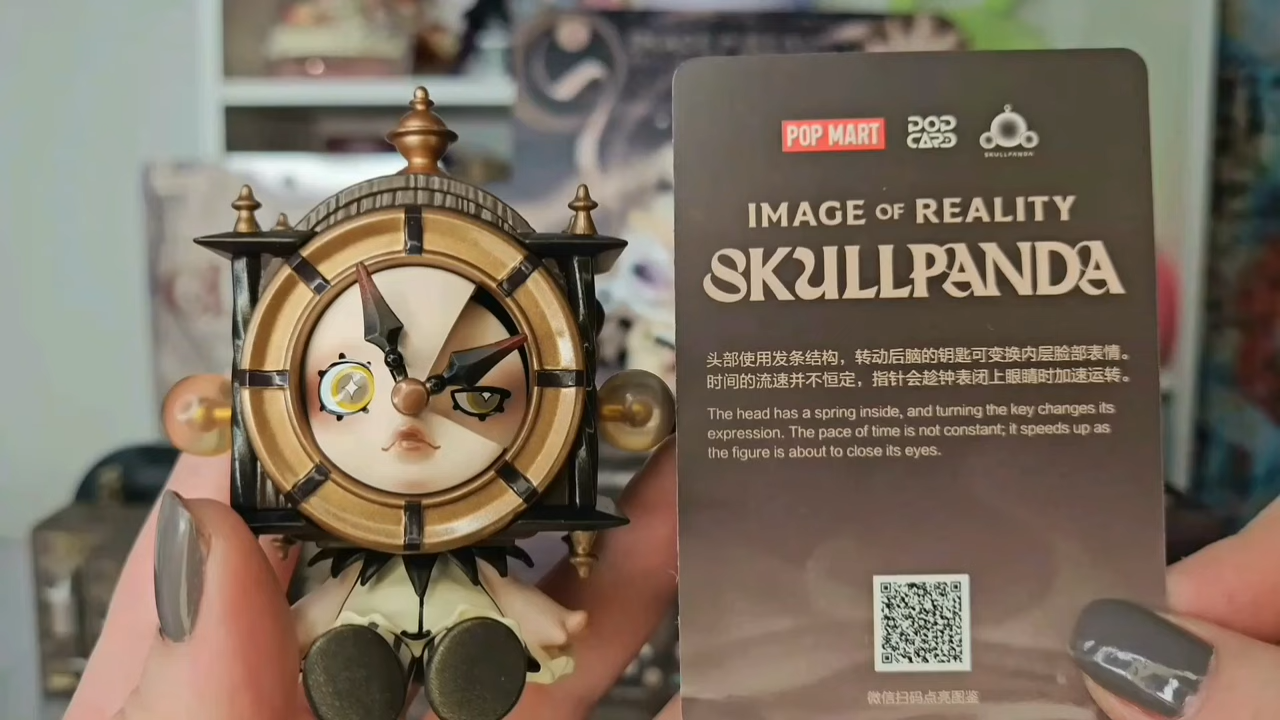 POP MART
POP CARD
SKULLPANDA
IMAGE OF REALITY
SKULLPANDA
头部使用发条结构，转动后脑的钥匙可变换内层脸部表情。
时间的流速并不恒定，指针会趁钟表闭上眼睛时加速运转。
The head has a spring inside, and turning the key changes its
expression. The pace of time is not constant; it speeds up as
the figure is about to close its eyes.
微信扫码点亮图鉴